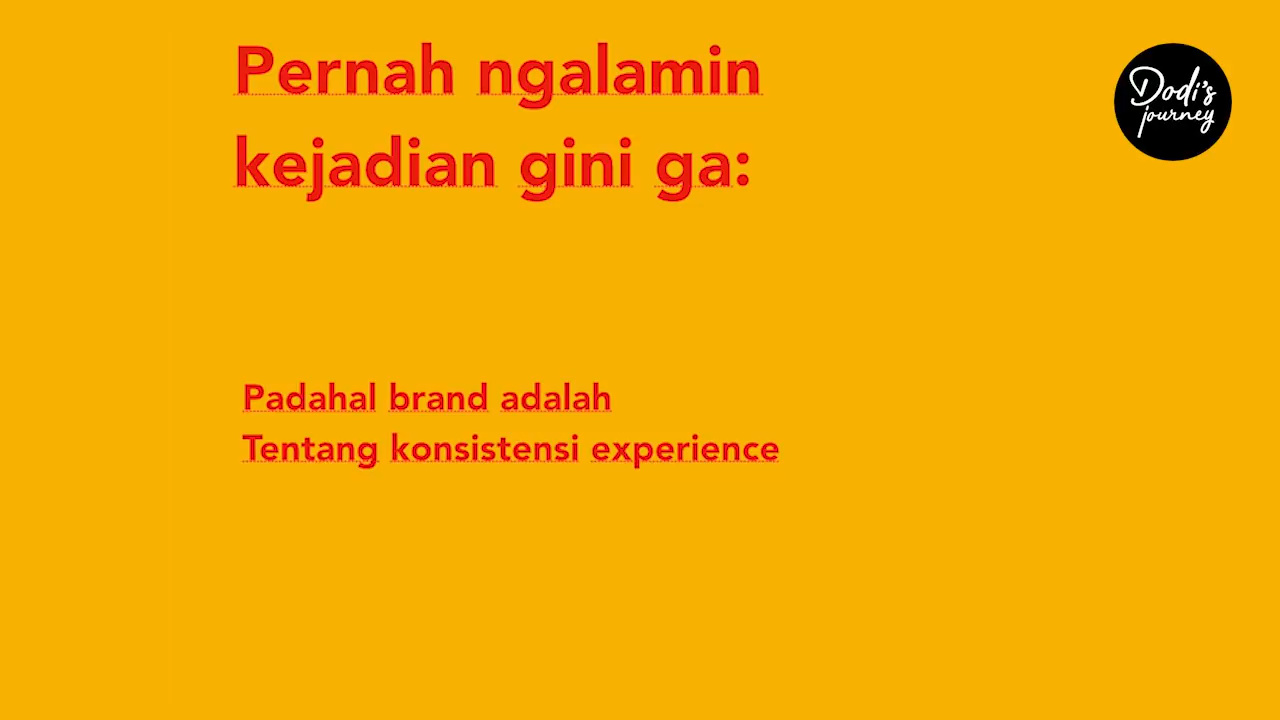 Pernah ngalamin
kejadian gini ga:
Dodi's
journey
Padahal brand adalah
Tentang konsistensi experience